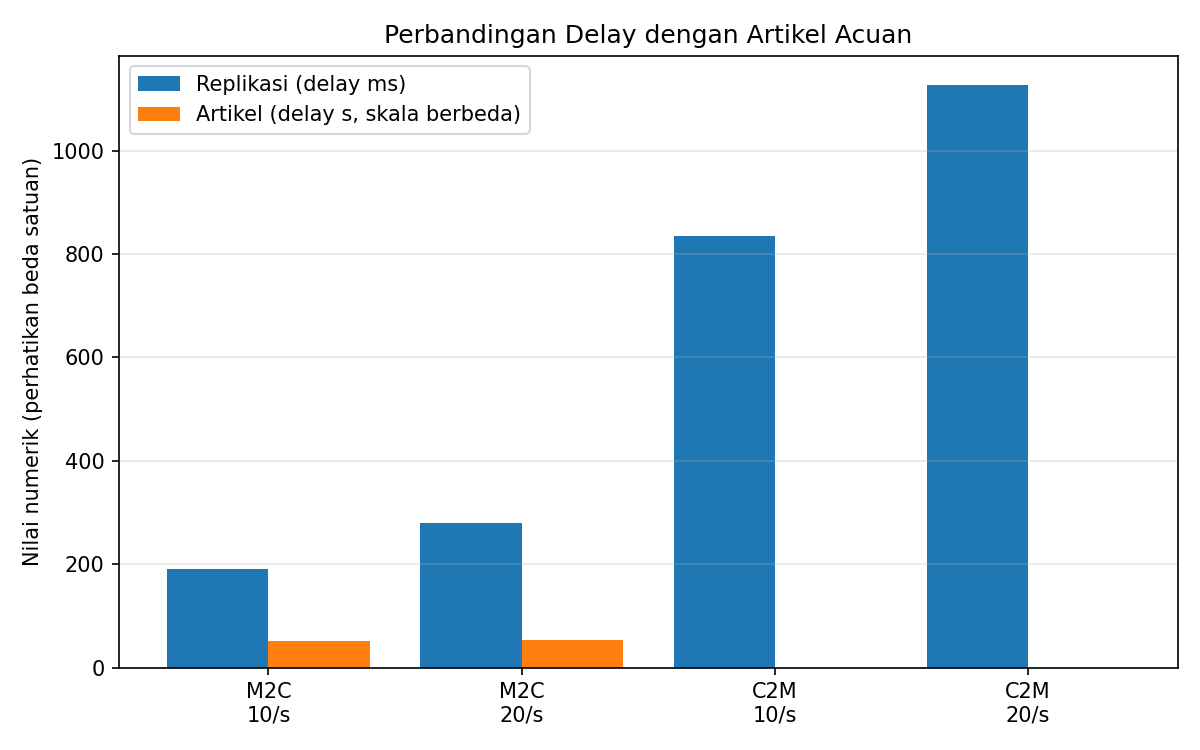 Perbandingan Delay dengan Artikel Acuan
Replikasi (delay ms)
Artikel (delay s, skala berbeda)
Nilai numerik (perhatikan beda satuan)
1000
800
600
400
200
0
M2C
10/s
M2C
20/s
C2M
10/s
C2M
20/s